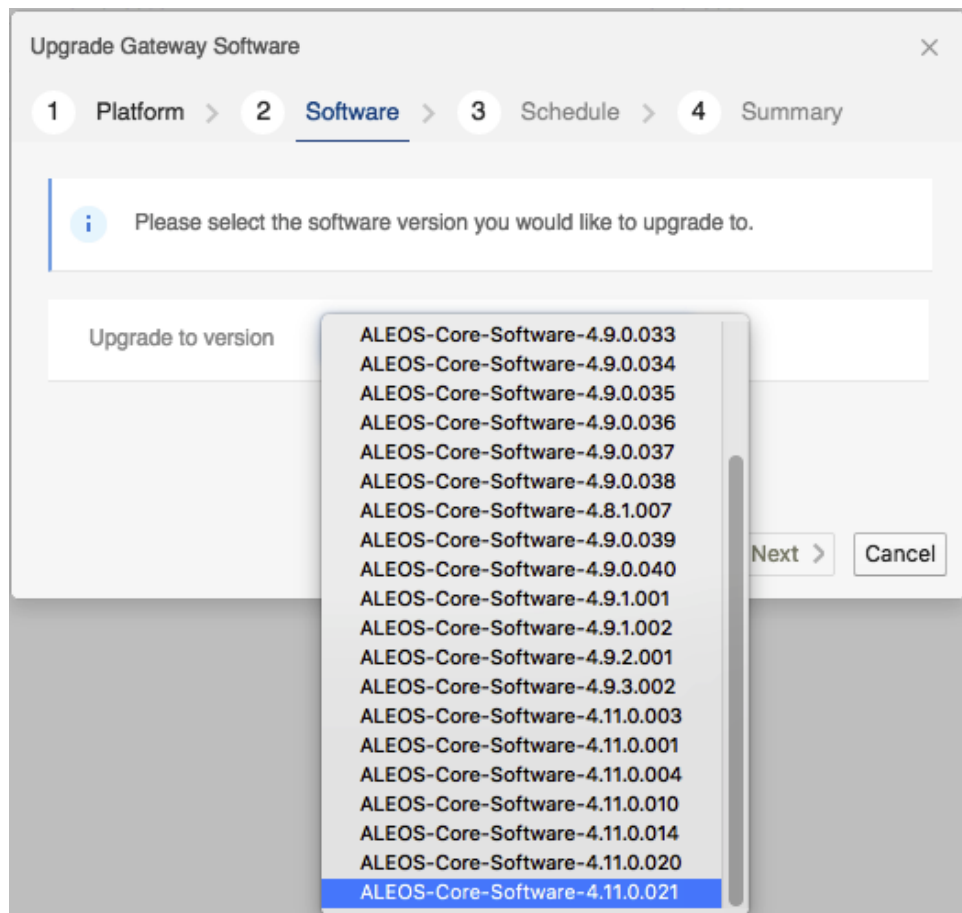 Upgrade Gateway Software
1 Platform > 2 Software > 3 Schedule > 4 Summary
Please select the software version you would like to upgrade to.
Upgrade to version
ALEOS-Core-Software-4.9.0.033
ALEOS-Core-Software-4.9.0.034
ALEOS-Core-Software-4.9.0.035
ALEOS-Core-Software-4.9.0.036
ALEOS-Core-Software-4.9.0.037
ALEOS-Core-Software-4.9.0.038
ALEOS-Core-Software-4.8.1.007
ALEOS-Core-Software-4.9.0.039
ALEOS-Core-Software-4.9.0.040
ALEOS-Core-Software-4.9.1.001
ALEOS-Core-Software-4.9.1.002
ALEOS-Core-Software-4.9.2.001
ALEOS-Core-Software-4.9.3.002
ALEOS-Core-Software-4.11.0.003
ALEOS-Core-Software-4.11.0.001
ALEOS-Core-Software-4.11.0.004
ALEOS-Core-Software-4.11.0.010
ALEOS-Core-Software-4.11.0.014
ALEOS-Core-Software-4.11.0.020
ALEOS-Core-Software-4.11.0.021
Next > Cancel